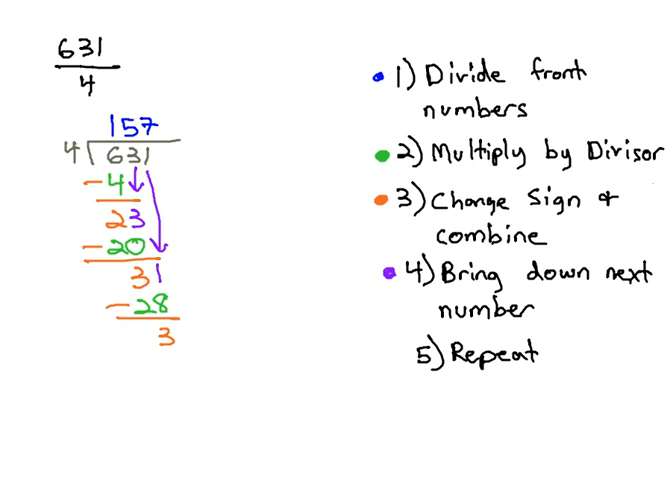 631
4
157
4 631
- 4
23
- 20
31
- 28
3
1) Divide front
numbers
2) Multiply by Divisor
3) Change Sign &
combine
4) Bring down next
number
5) Repeat